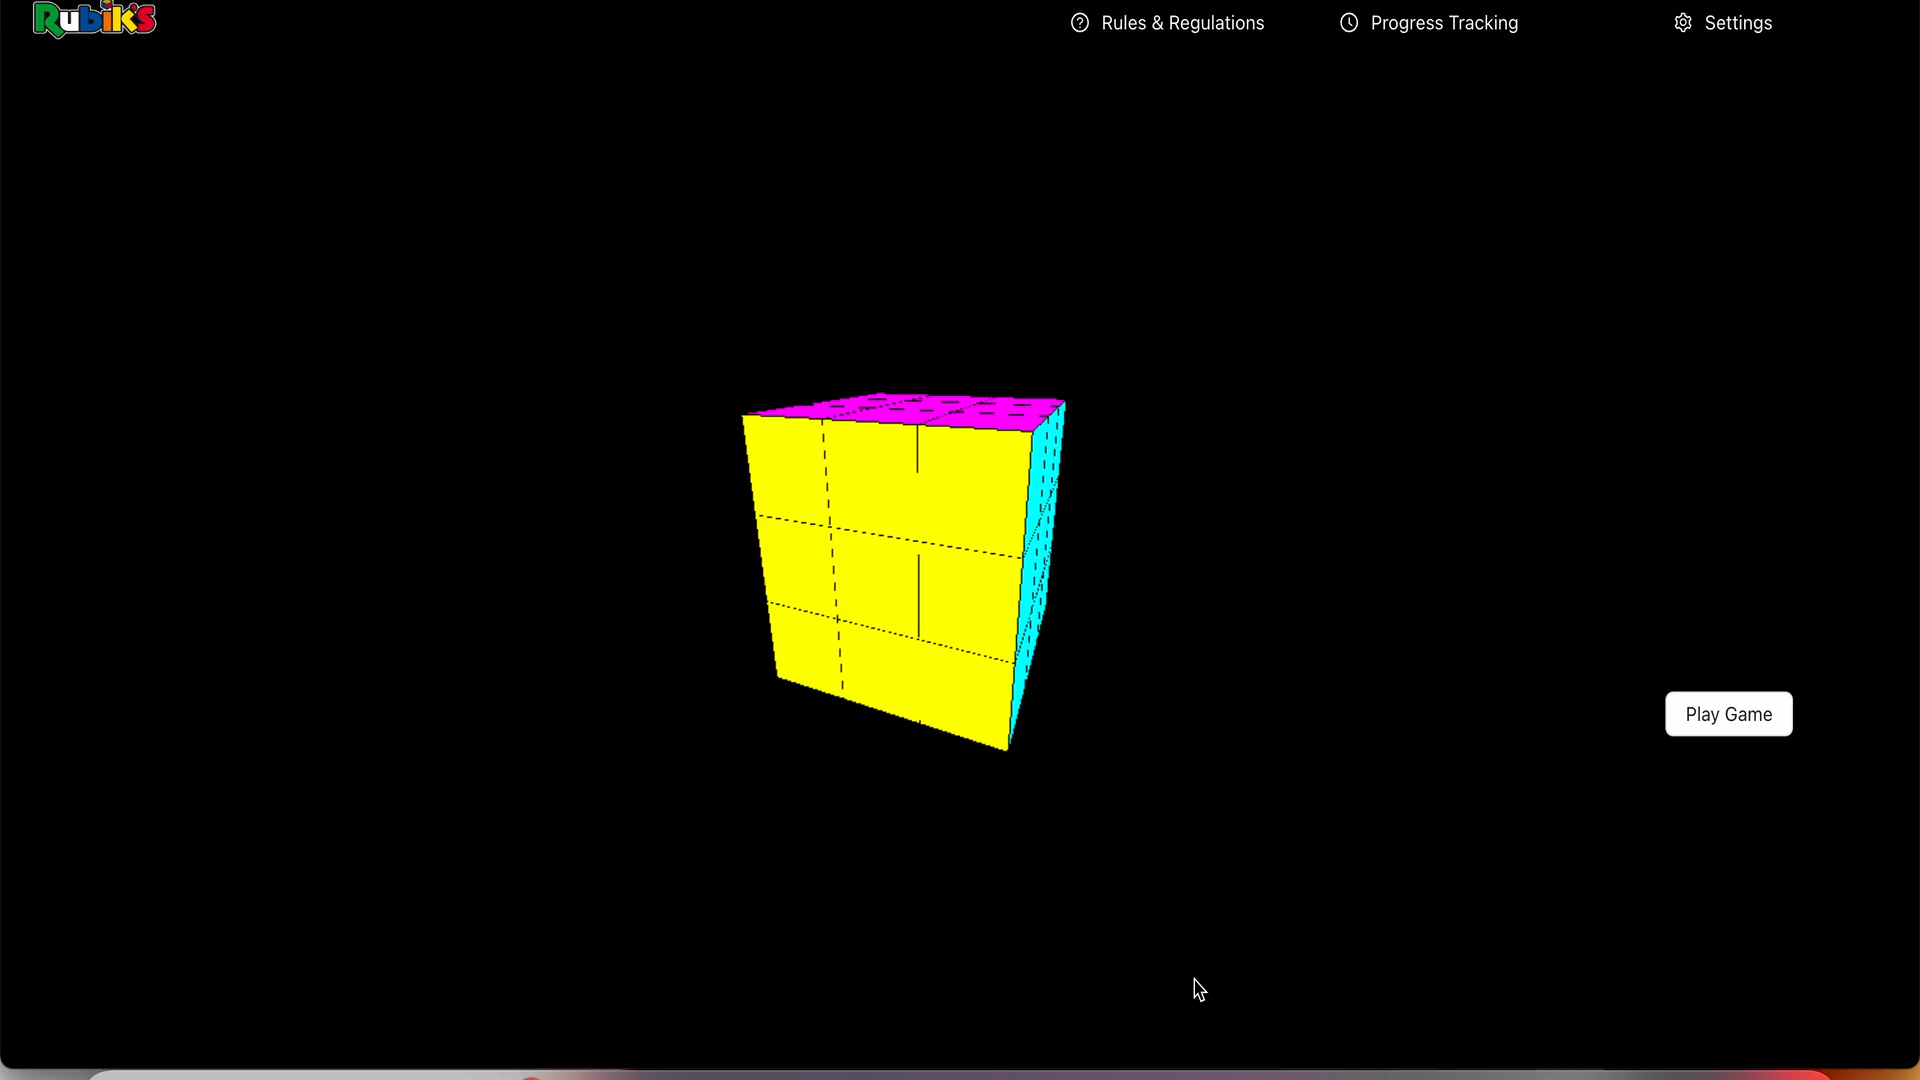 Rubik's
Rules & Regulations
Progress Tracking
Settings
Play Game